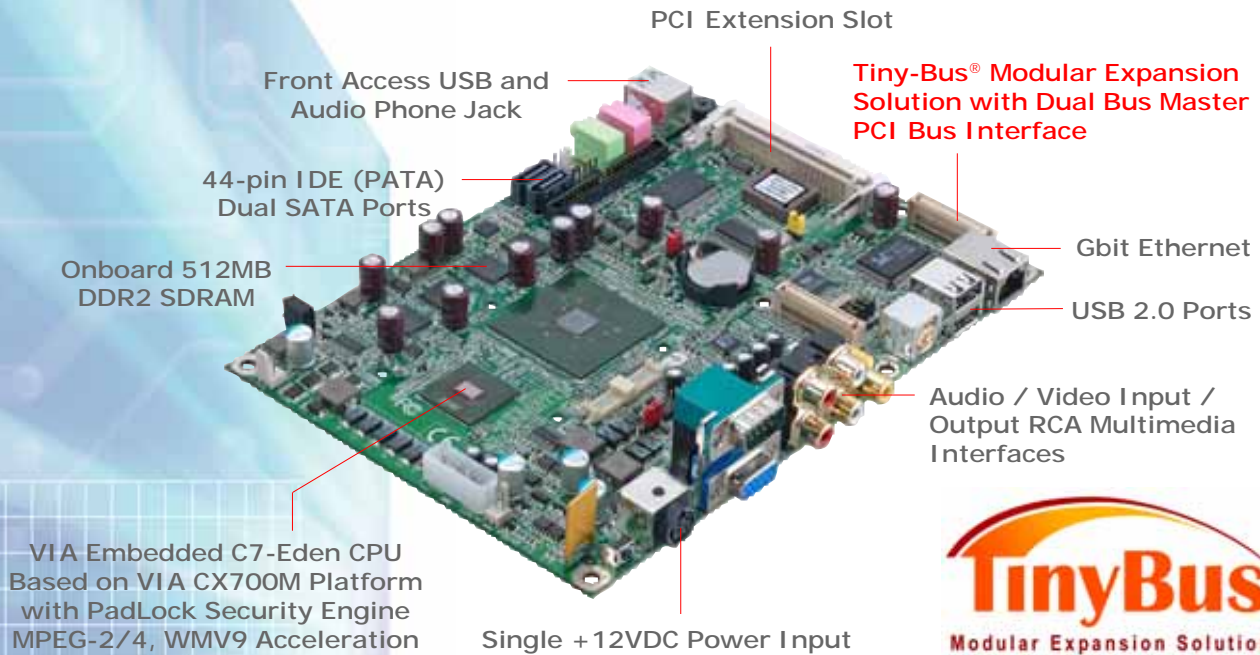 PCI Extension Slot
Front Access USB and
Audio Phone Jack
Tiny-Bus® Modular Expansion
Solution with Dual Bus Master
PCI Bus Interface
44-pin IDE (PATA)
Dual SATA Ports
Gbit Ethernet
Onboard 512MB
DDR2 SDRAM
USB 2.0 Ports
Audio / Video Input /
Output RCA Multimedia
Interfaces
VIA Embedded C7-Eden CPU
Based on VIA CX700M Platform
with PadLock Security Engine
MPEG-2/4, WMV9 Acceleration
Single +12VDC Power Input
TinyBus
Modular Expansion Solutio